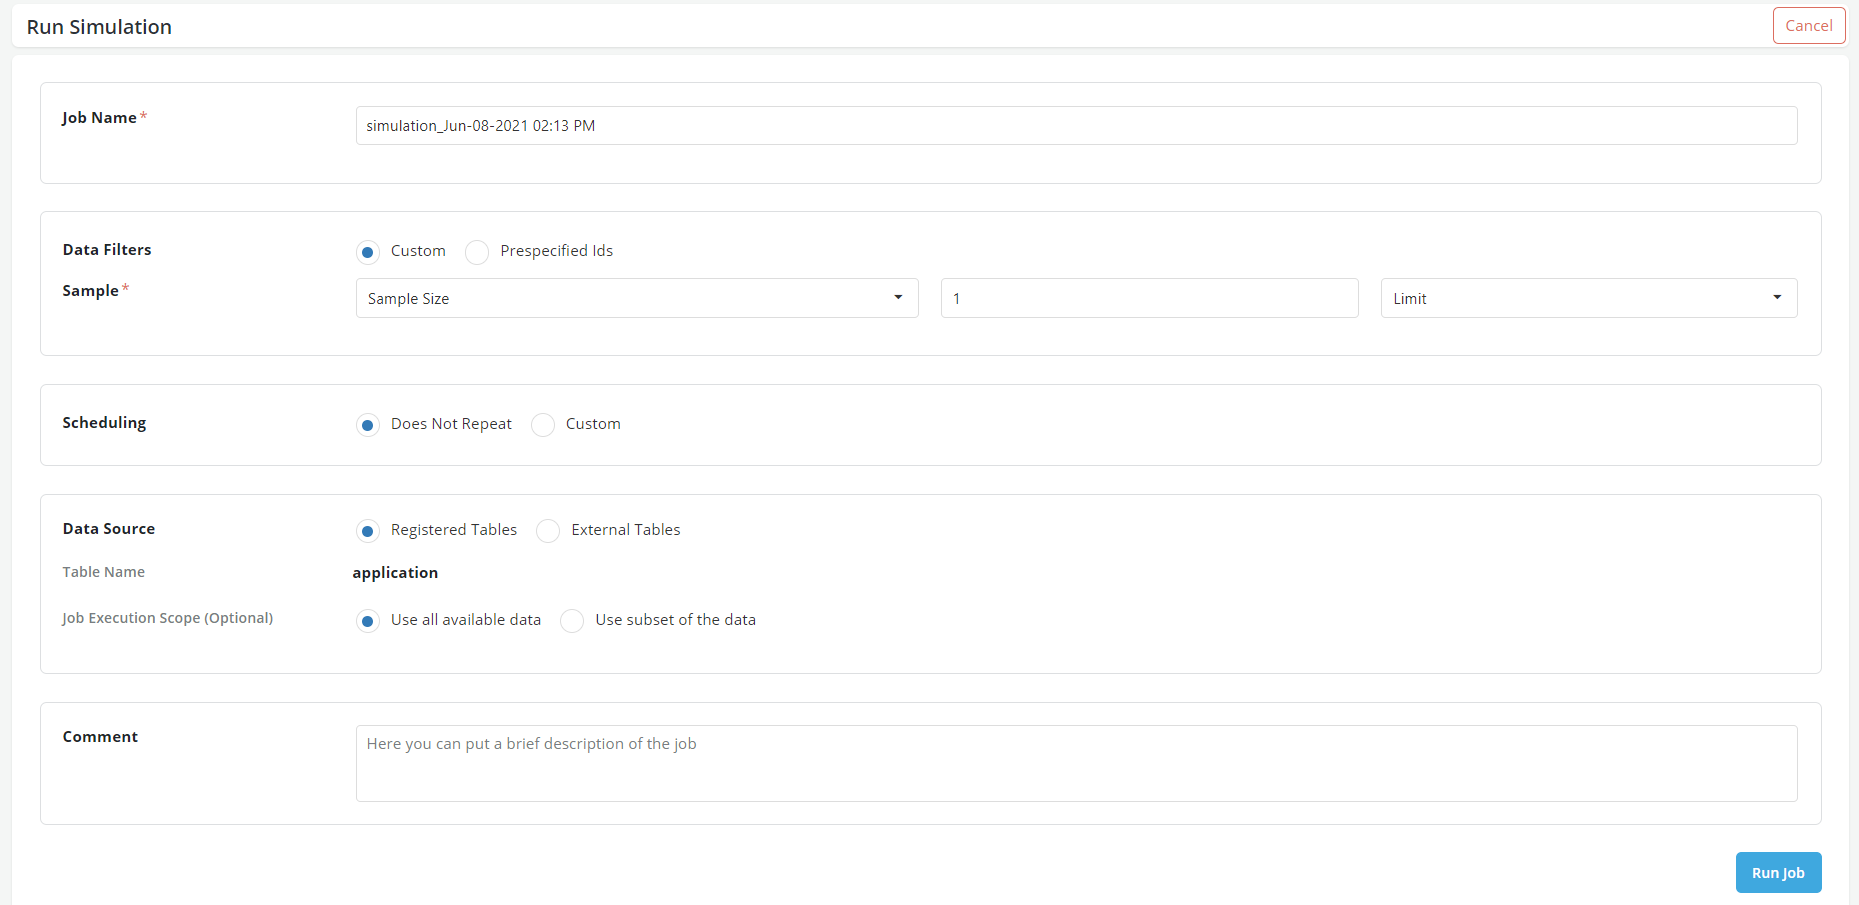 Run Simulation
Cancel
Job Name*
simulation_Jun-08-2021 02:13 PM
Data Filters
Custom
Prespecified Ids
Sample*
Sample Size
1
Limit
Scheduling
Does Not Repeat
Custom
Data Source
Registered Tables
External Tables
Table Name
application
Job Execution Scope (Optional)
Use all available data
Use subset of the data
Comment
Here you can put a brief description of the job
Run Job